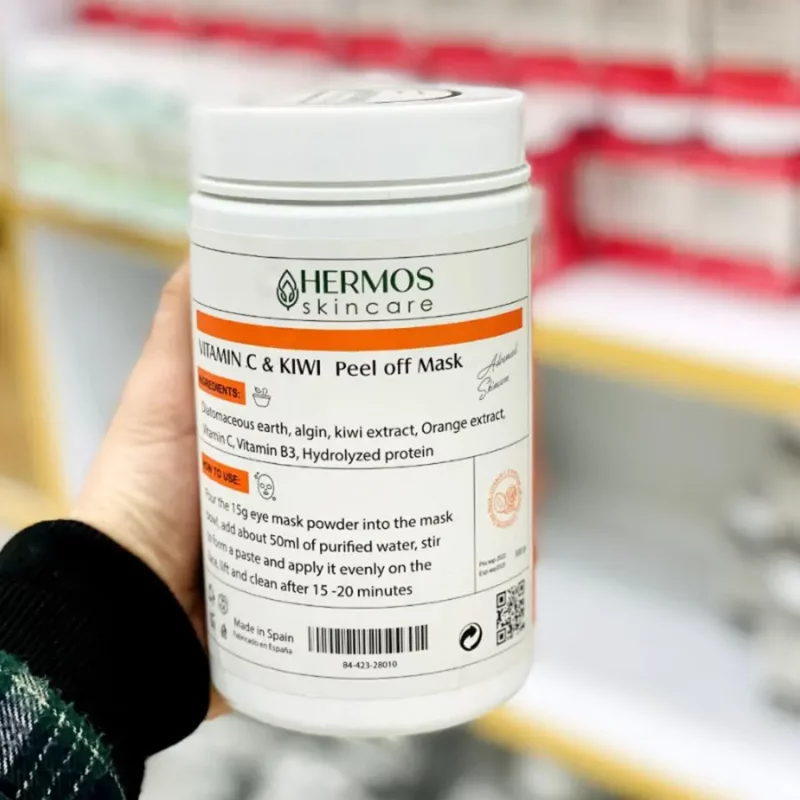 HERMOS
skincare
VITAMIN C & KIWI Peel off Mask
Advanced
Skincare
INGREDIENTS:
Diatomaceous earth, algin, kiwi extract, Orange extract,
Vitamin C, Vitamin B3, Hydrolyzed protein
HOW TO USE:
Pour the 15g eye mask powder into the mask
bowl, add about 50ml of purified water, stir
to form a paste and apply it evenly on the
face, lift and clean after 15 -20 minutes
Made in Spain
Fabricado en España
84-423-28010